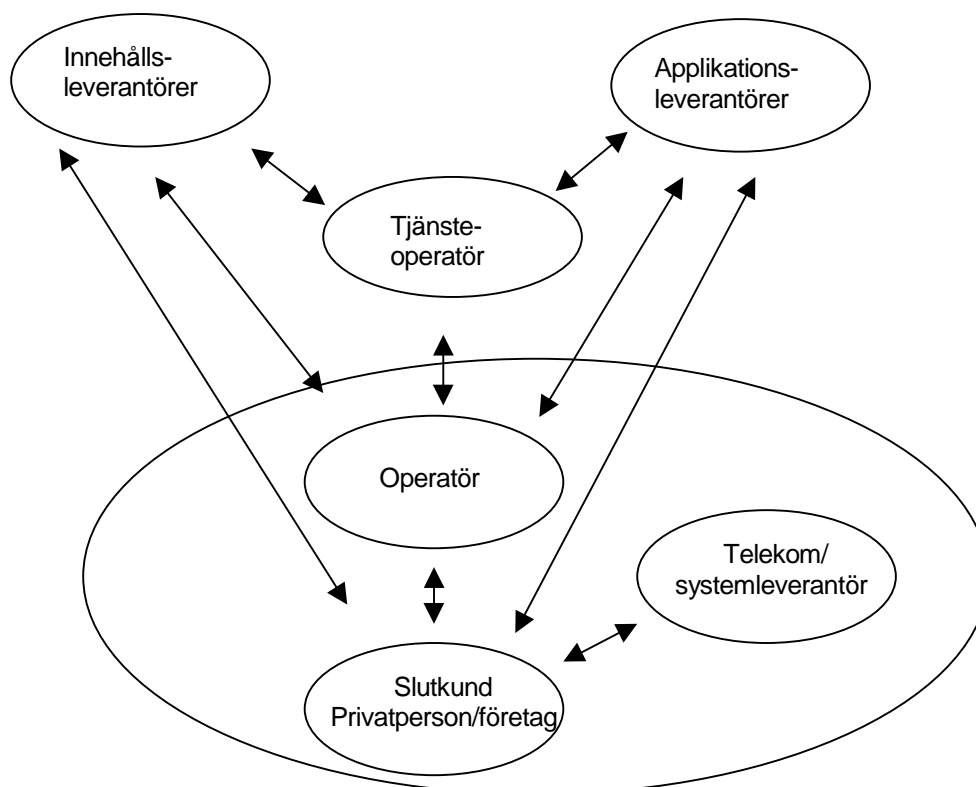 Innehålls-
leverantörer
Applikations-
leverantörer
Tjänste-
operatör
Operatör
Telekom/
systemleverantör
Slutkund
Privatperson/företag